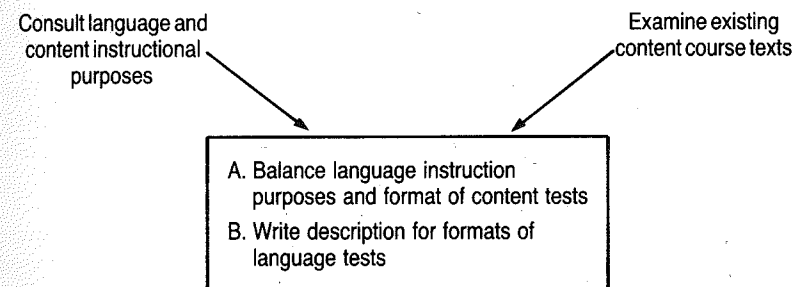 Consult language and
content instructional
purposes
Examine existing
content course texts
A. Balance language instruction
purposes and format of content tests
B. Write description for formats of
language tests